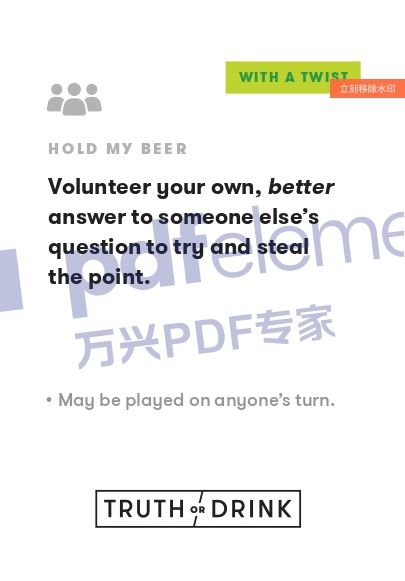 WITH A TWIST
立刻移除水印
HOLD MY BEER
Volunteer your own, better
answer to someone else’s
question to try and steal
the point.
pdfeleme
万兴PDF专家
• May be played on anyone’s turn.
TRUTH OR DRINK